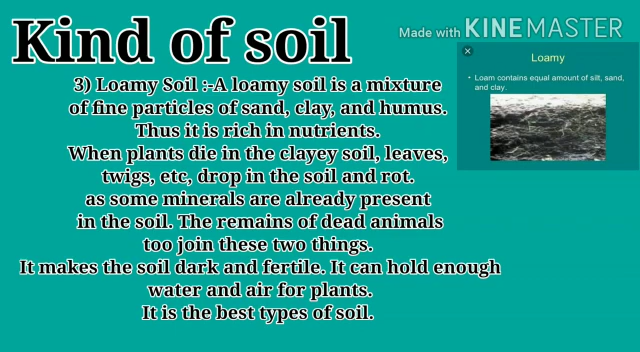 Kind of soil
Made with KINEMASTER
3) Loamy Soil :-A loamy soil is a mixture
of fine particles of sand, clay, and humus.
Thus it is rich in nutrients.
When plants die in the clayey soil, leaves,
twigs, etc, drop in the soil and rot.
as some minerals are already present
in the soil. The remains of dead animals
too join these two things.
It makes the soil dark and fertile. It can hold enough
water and air for plants.
It is the best types of soil.
Loamy
• Loam contains equal amount of silt, sand,
and clay.